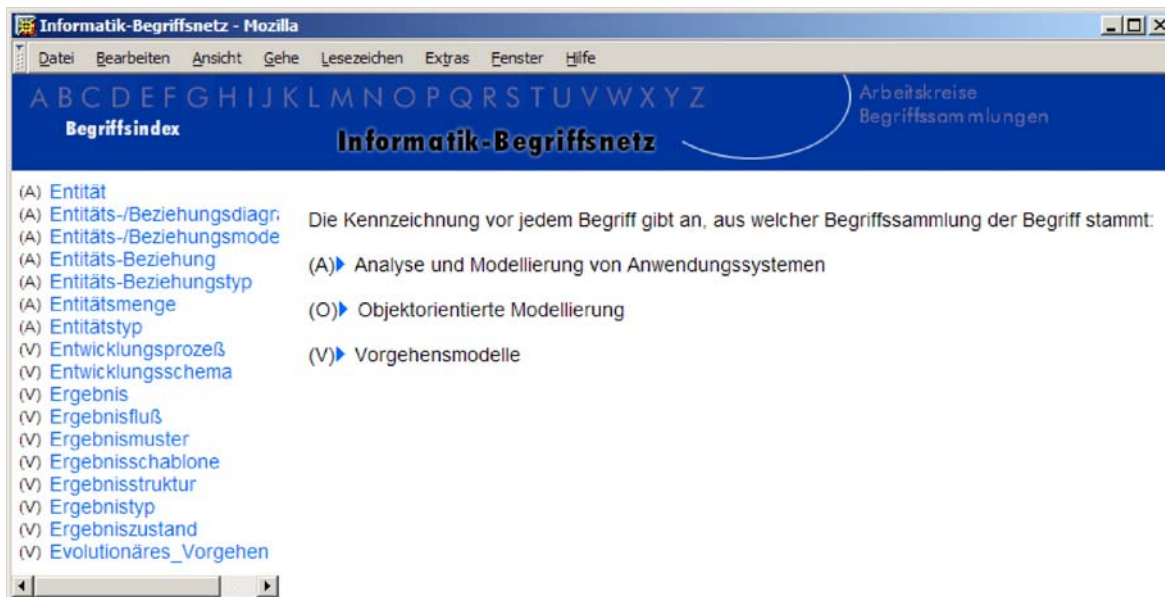 Informatik-Begriffsnetz - Mozilla
Datei Bearbeiten Ansicht Gehe Lesezeichen Extras Fenster Hilfe
A B C D E F G H I J K L M N O P Q R S T U V W X Y Z
Arbeitskreise
Begriffssammlungen
Begriffsindex
Informatik-Begriffsnetz
(A) Entität
(A) Entitäts-/Beziehungsdiagr
(A) Entitäts-/Beziehungsmode
(A) Entitäts-Beziehung
(A) Entitäts-Beziehungstyp
(A) Entitätsmenge
(A) Entitätstyp
(V) Entwicklungsprozeß
(V) Entwicklungsschema
(V) Ergebnis
(V) Ergebnisfluß
(V) Ergebnismuster
(V) Ergebnisschablone
(V) Ergebnisstruktur
(V) Ergebnistyp
(V) Ergebniszustand
(V) Evolutionäres_Vorgehen
Die Kennzeichnung vor jedem Begriff gibt an, aus welcher Begriffssammlung der Begriff stammt:
(A) Analyse und Modellierung von Anwendungssystemen
(O) Objektorientierte Modellierung
(V) Vorgehensmodelle